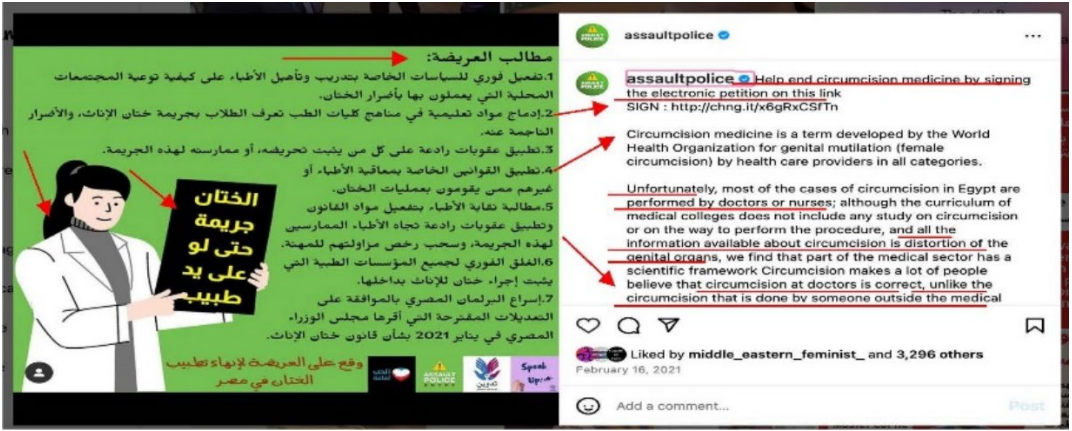 مطالب العريضة:
1.تفعيل فوري للسياسات الخاصة بتدريب وتأهيل الأطباء على كيفية توعية المجتمعات
المحلية التي يعملون بها بأضرار الختان.
2.إدماج مواد تعليمية في مناهج كليات الطب تعرف الطلاب بجريمة ختان الإناث، والأضرار
الناجمة عنه.
3.تطبيق عقوبات رادعة على كل من يثبت تحريضه، أو ممارسته لهذه الجريمة.
4.تطبيق القوانين الخاصة بمعاقبة الأطباء أو
غيرهم ممن يقومون بعمليات الختان.
5.مطالبة نقابة الأطباء بتفعيل مواد القانون
وتطبيق عقوبات رادعة تجاه الأطباء الممارسين
لهذه الجريمة، وسحب رخص مزاولتهم للمهنة.
6.الغلق الفوري لجميع المؤسسات الطبية التي
يثبت إجراء ختان للإناث بداخلها.
7.إسراع البرلمان المصري بالموافقة على
التعديلات المقترحة التي أقرها مجلس الوزراء
المصري في يناير 2021 بشأن قانون ختان الإناث.
الختان
جريمة
حتى لو
على يد
طبيب
وقع على العريضة لإنهاء تطبيب
الختان في مصر
ASSAULT
POLICE
تدوين
Speak
Up
assaultpolice
assaultpolice Help end circumcision medicine by signing
the electronic petition on this link
SIGN : http://chng.it/x6gRxCSfTn
Circumcision medicine is a term developed by the World
Health Organization for genital mutilation (female
circumcision) by health care providers in all categories.
Unfortunately, most of the cases of circumcision in Egypt are
performed by doctors or nurses; although the curriculum of
medical colleges does not include any study on circumcision
or on the way to perform the procedure, and all the
information available about circumcision is distortion of the
genital organs, we find that part of the medical sector has a
scientific framework Circumcision makes a lot of people
believe that circumcision at doctors is correct, unlike the
circumcision that is done by someone outside the medical
Liked by middle_eastern_feminist_ and 3,296 others
February 16, 2021
Add a comment...
Post